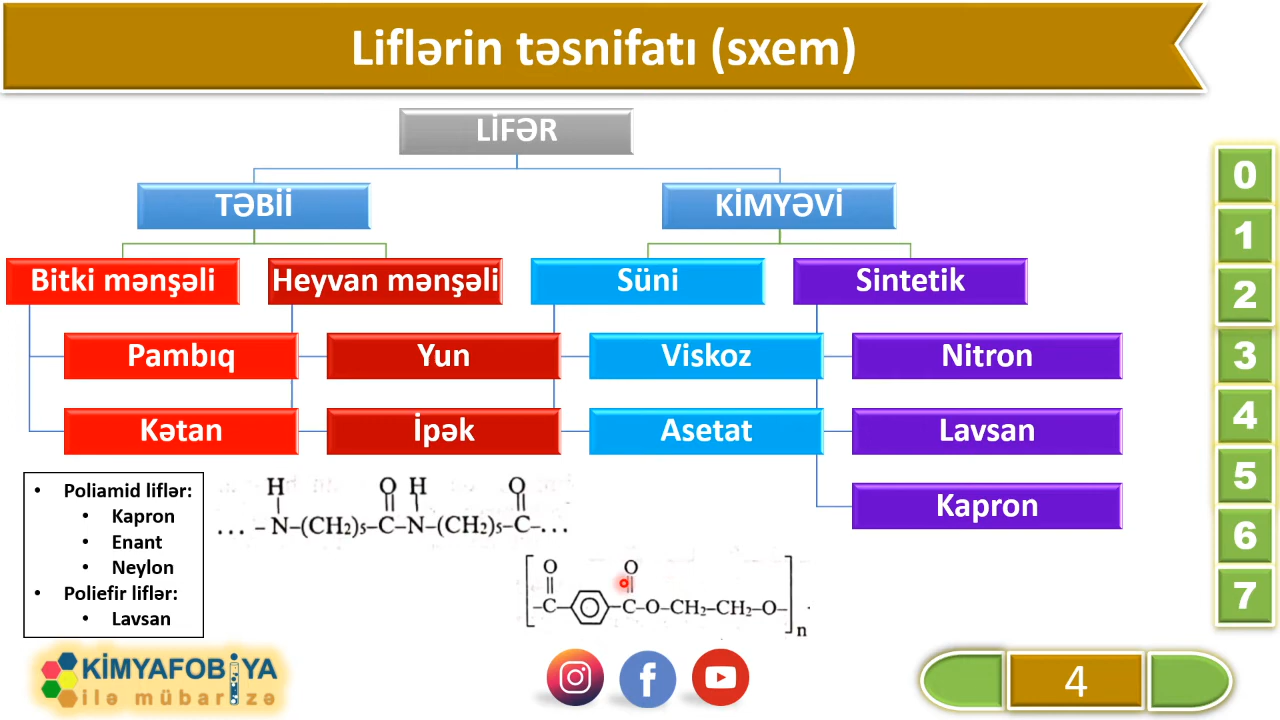 Liflərin təsnifatı (sxem)
LİFƏR
TƏBİİ
KİMYƏVİ
Bitki mənşəli
Heyvan mənşəli
Süni
Sintetik
Pambıq
Yun
Viskoz
Nitron
Kətan
İpək
Asetat
Lavsan
Kapron
• Poliamid liflər:
• Kapron
• Enant
• Neylon
• Poliefir liflər:
• Lavsan
H O H O
... –N–(CH2)5–C–N–(CH2)5–C–...
O O
–C– –C–O–CH2–CH2–O–
n
0
1
2
3
4
5
6
7
KİMYAFOBİYA
ilə mübarizə
f
4